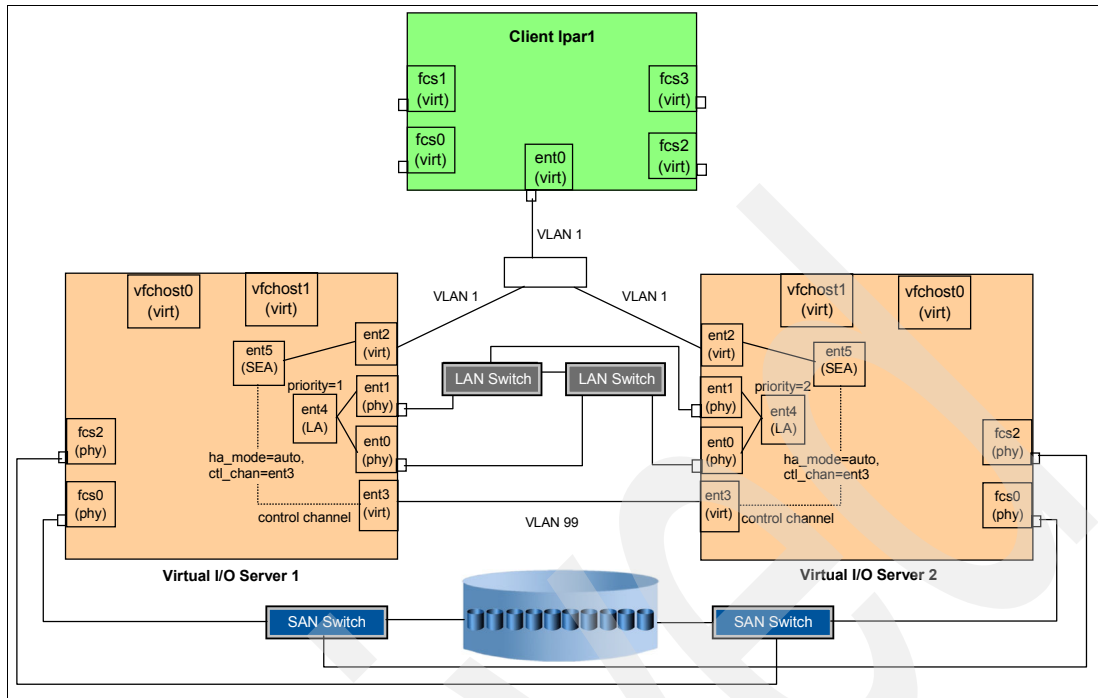 Client lpar1
fcs1
(virt)
fcs3
(virt)
fcs0
(virt)
ent0
(virt)
fcs2
(virt)
VLAN 1
VLAN 1
VLAN 1
vfchost0
(virt)
vfchost1
(virt)
ent2
(virt)
ent5
(SEA)
priority=1
ent1
(phy)
ent4
(LA)
ent0
(phy)
fcs2
(phy)
ha_mode=auto,
ctl_chan=ent3
fcs0
(phy)
ent3
(virt)
control channel
Virtual I/O Server 1
LAN Switch
LAN Switch
VLAN 99
vfchost1
(virt)
vfchost0
(virt)
ent2
(virt)
ent5
(SEA)
ent1
(phy)
priority=2
ent4
(LA)
ent0
(phy)
fcs2
(phy)
ha_mode=auto,
ctl_chan=ent3
ent3
(virt)
fcs0
(phy)
control channel
Virtual I/O Server 2
SAN Switch
SAN Switch